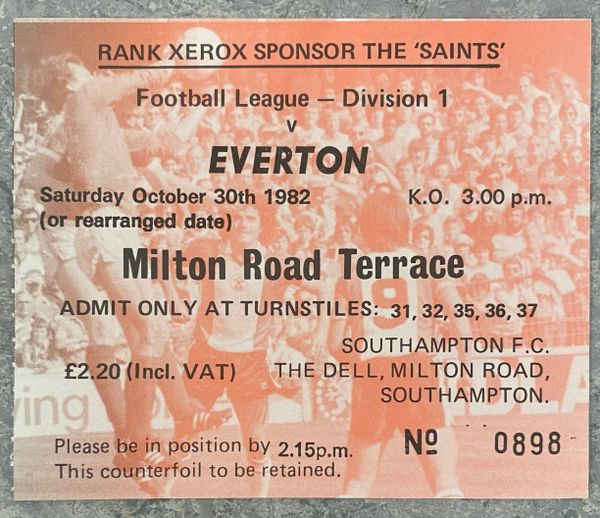 RANK XEROX SPONSOR THE 'SAINTS'
Football League — Division 1
v
EVERTON
Saturday October 30th 1982 K.O. 3.00 p.m.
(or rearranged date)
Milton Road Terrace
ADMIT ONLY AT TURNSTILES: 31, 32, 35, 36, 37
SOUTHAMPTON F.C.
£2.20 (Incl. VAT) THE DELL, MILTON ROAD,
SOUTHAMPTON.
Please be in position by 2.15p.m. Nº 0898
This counterfoil to be retained.
9